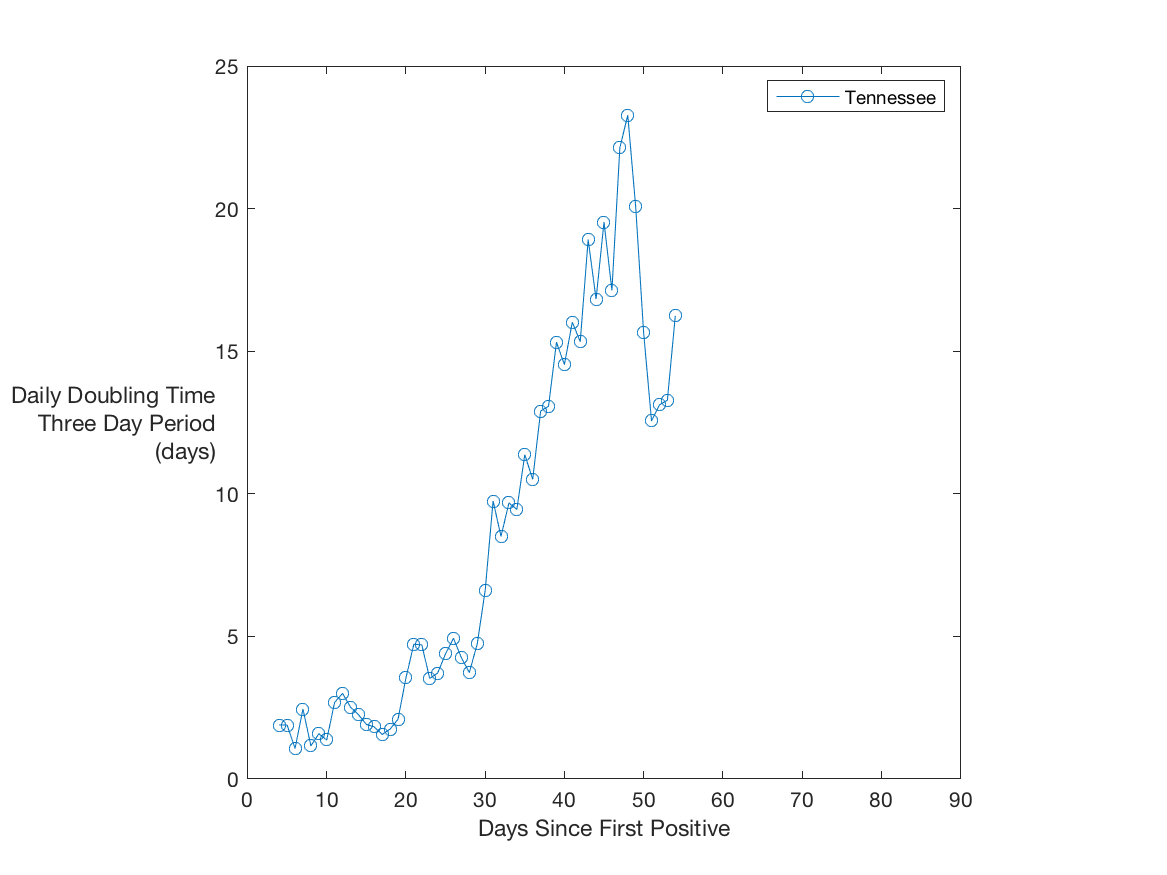 25
20
15
10
5
0
Daily Doubling Time
Three Day Period
(days)
Tennessee
0 10 20 30 40 50 60 70 80 90
Days Since First Positive